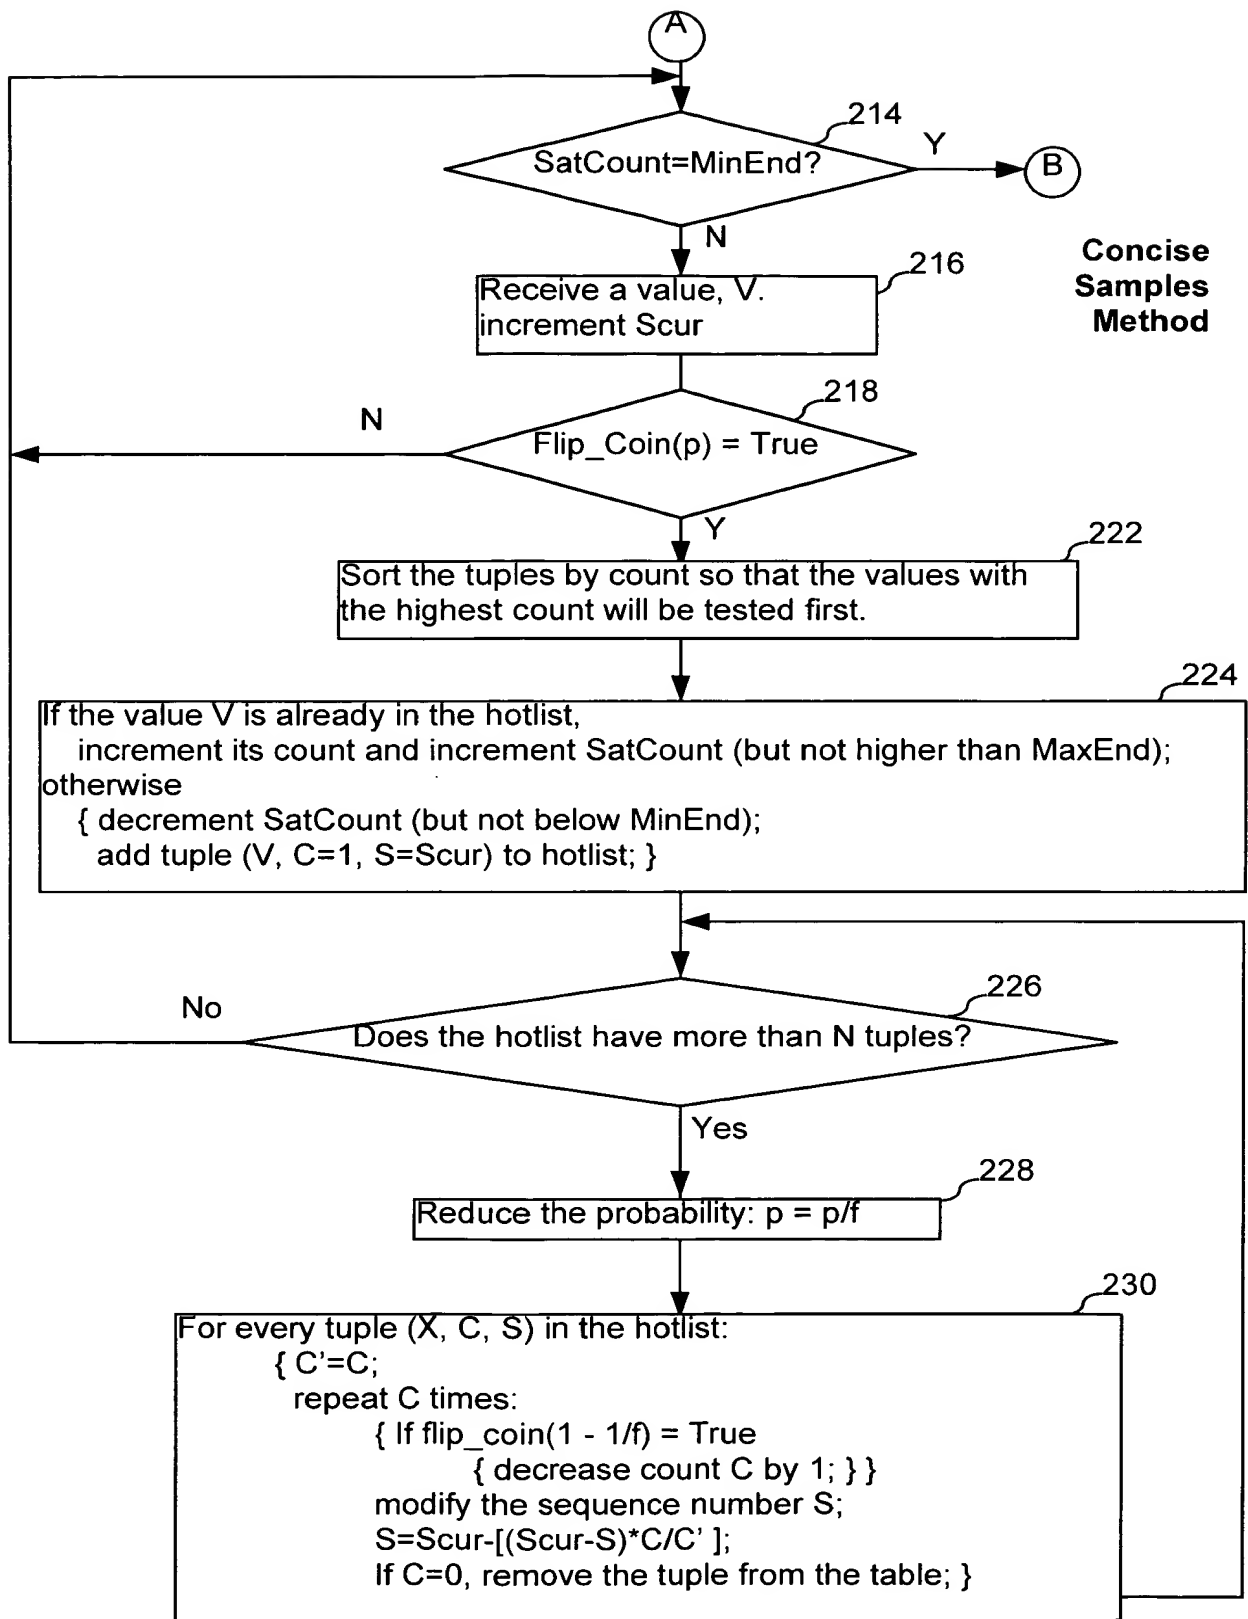 A
214
SatCount=MinEnd?
Y
B
N
Concise
Samples
Method
216
Receive a value, V.
increment Scur
218
N
Flip_Coin(p) = True
Y
222
Sort the tuples by count so that the values with
the highest count will be tested first.
224
If the value V is already in the hotlist,
increment its count and increment SatCount (but not higher than MaxEnd);
otherwise
{ decrement SatCount (but not below MinEnd);
add tuple (V, C=1, S=Scur) to hotlist; }
226
No
Does the hotlist have more than N tuples?
Yes
228
Reduce the probability: p = p/f
230
For every tuple (X, C, S) in the hotlist:
{ C'=C;
repeat C times:
{ If flip_coin(1 - 1/f) = True
{ decrease count C by 1; } }
modify the sequence number S;
S=Scur-[(Scur-S)*C/C' ];
If C=0, remove the tuple from the table; }